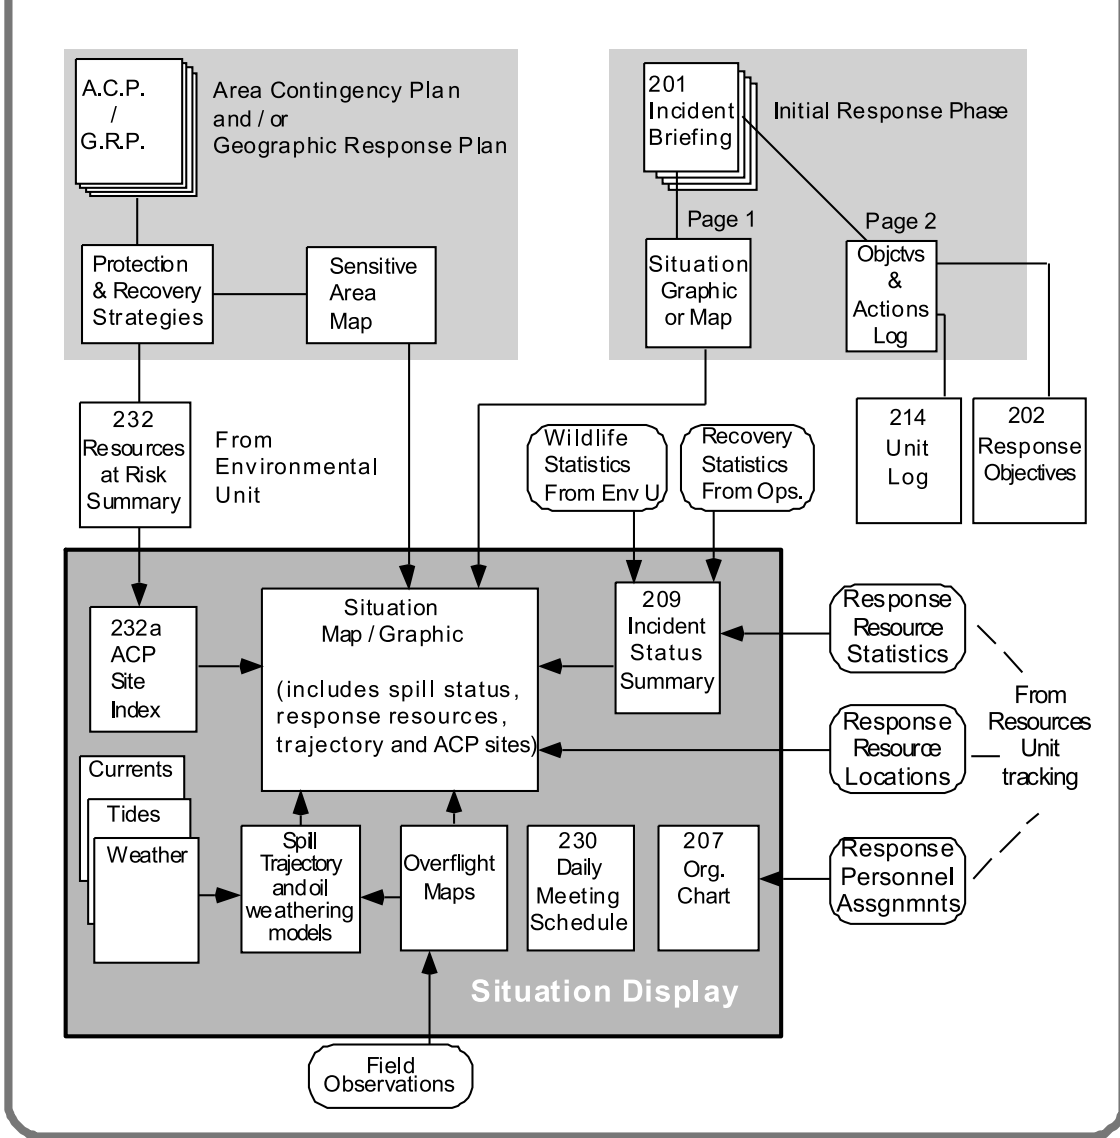 A.C.P.
/
G.R.P.
Area Contingency Plan
and / or
Geographic Response Plan
201
Incident
Briefing
Initial Response Phase
Page 1
Page 2
Protection
& Recovery
Strategies
Sensitive
Area
Map
Situation
Graphic
or Map
Objctvs
&
Actions
Log
232
Resources
at Risk
Summary
From
Environmental
Unit
Wildlife
Statistics
From Env U
Recovery
Statistics
From Ops.
214
Unit
Log
202
Response
Objectives
232a
ACP
Site
Index
Situation
Map / Graphic
(includes spill status,
response resources,
trajectory and ACP sites)
209
Incident
Status
Summary
Response
Resource
Statistics
Response
Resource
Locations
From
Resources
Unit
tracking
Currents
Tides
Weather
Spill
Trajectory
and oil
weathering
models
Overflight
Maps
230
Daily
Meeting
Schedule
207
Org.
Chart
Response
Personnel
Assgnmnts
Situation Display
Field
Observations